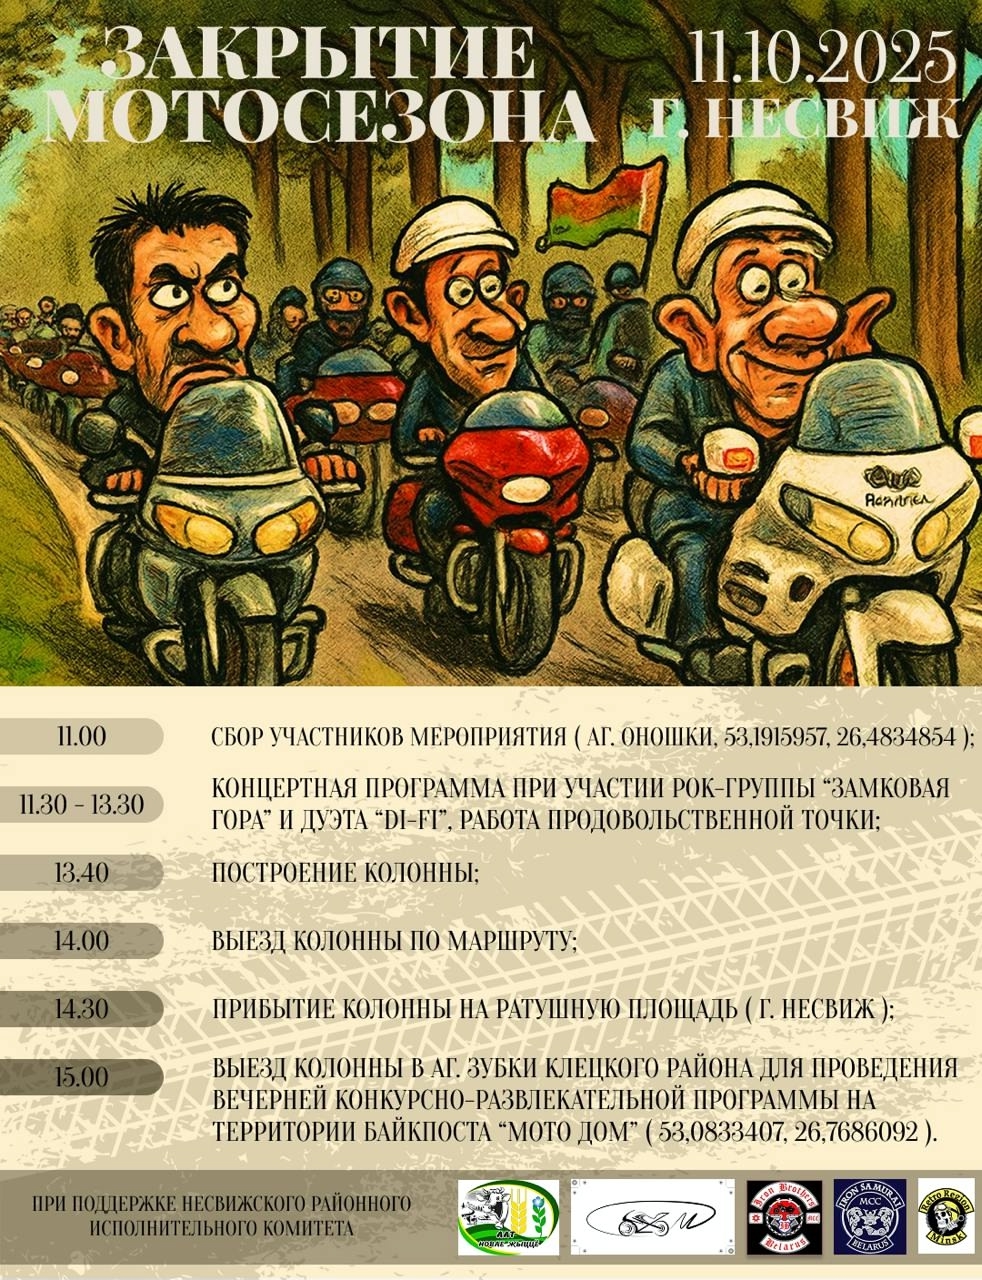 ЗАКРЫТИЕ
МОТОСЕЗОНА
11.10.2025
Г. НЕСВИЖ
11.00
СБОР УЧАСТНИКОВ МЕРОПРИЯТИЯ ( АГ. ОНОШКИ, 53,1915957, 26,4834854 );
11.30 - 13.30
КОНЦЕРТНАЯ ПРОГРАММА ПРИ УЧАСТИИ РОК-ГРУППЫ “ЗАМКОВАЯ
ГОРА” И ДУЭТА “DI-FI”, РАБОТА ПРОДОВОЛЬСТВЕННОЙ ТОЧКИ;
13.40
ПОСТРОЕНИЕ КОЛОННЫ;
14.00
ВЫЕЗД КОЛОННЫ ПО МАРШРУТУ;
14.30
ПРИБЫТИЕ КОЛОННЫ НА РАТУШНУЮ ПЛОЩАДЬ ( Г. НЕСВИЖ );
15.00
ВЫЕЗД КОЛОННЫ В АГ. ЗУБКИ КЛЕЦКОГО РАЙОНА ДЛЯ ПРОВЕДЕНИЯ
ВЕЧЕРНЕЙ КОНКУРСНО-РАЗВЛЕКАТЕЛЬНОЙ ПРОГРАММЫ НА
ТЕРРИТОРИИ БАЙКПОСТА “МОТО ДОМ” ( 53,0833407, 26,7686092 ).
ПРИ ПОДДЕРЖКЕ НЕСВИЖСКОГО РАЙОННОГО
ИСПОЛНИТЕЛЬНОГО КОМИТЕТА
ААТ
НОВАЕ ЖЫЦЦЁ
Iron Brothers
MCC
Belarus
IRON SAMURAI
MCC
BELARUS
Retro Region
Minsk